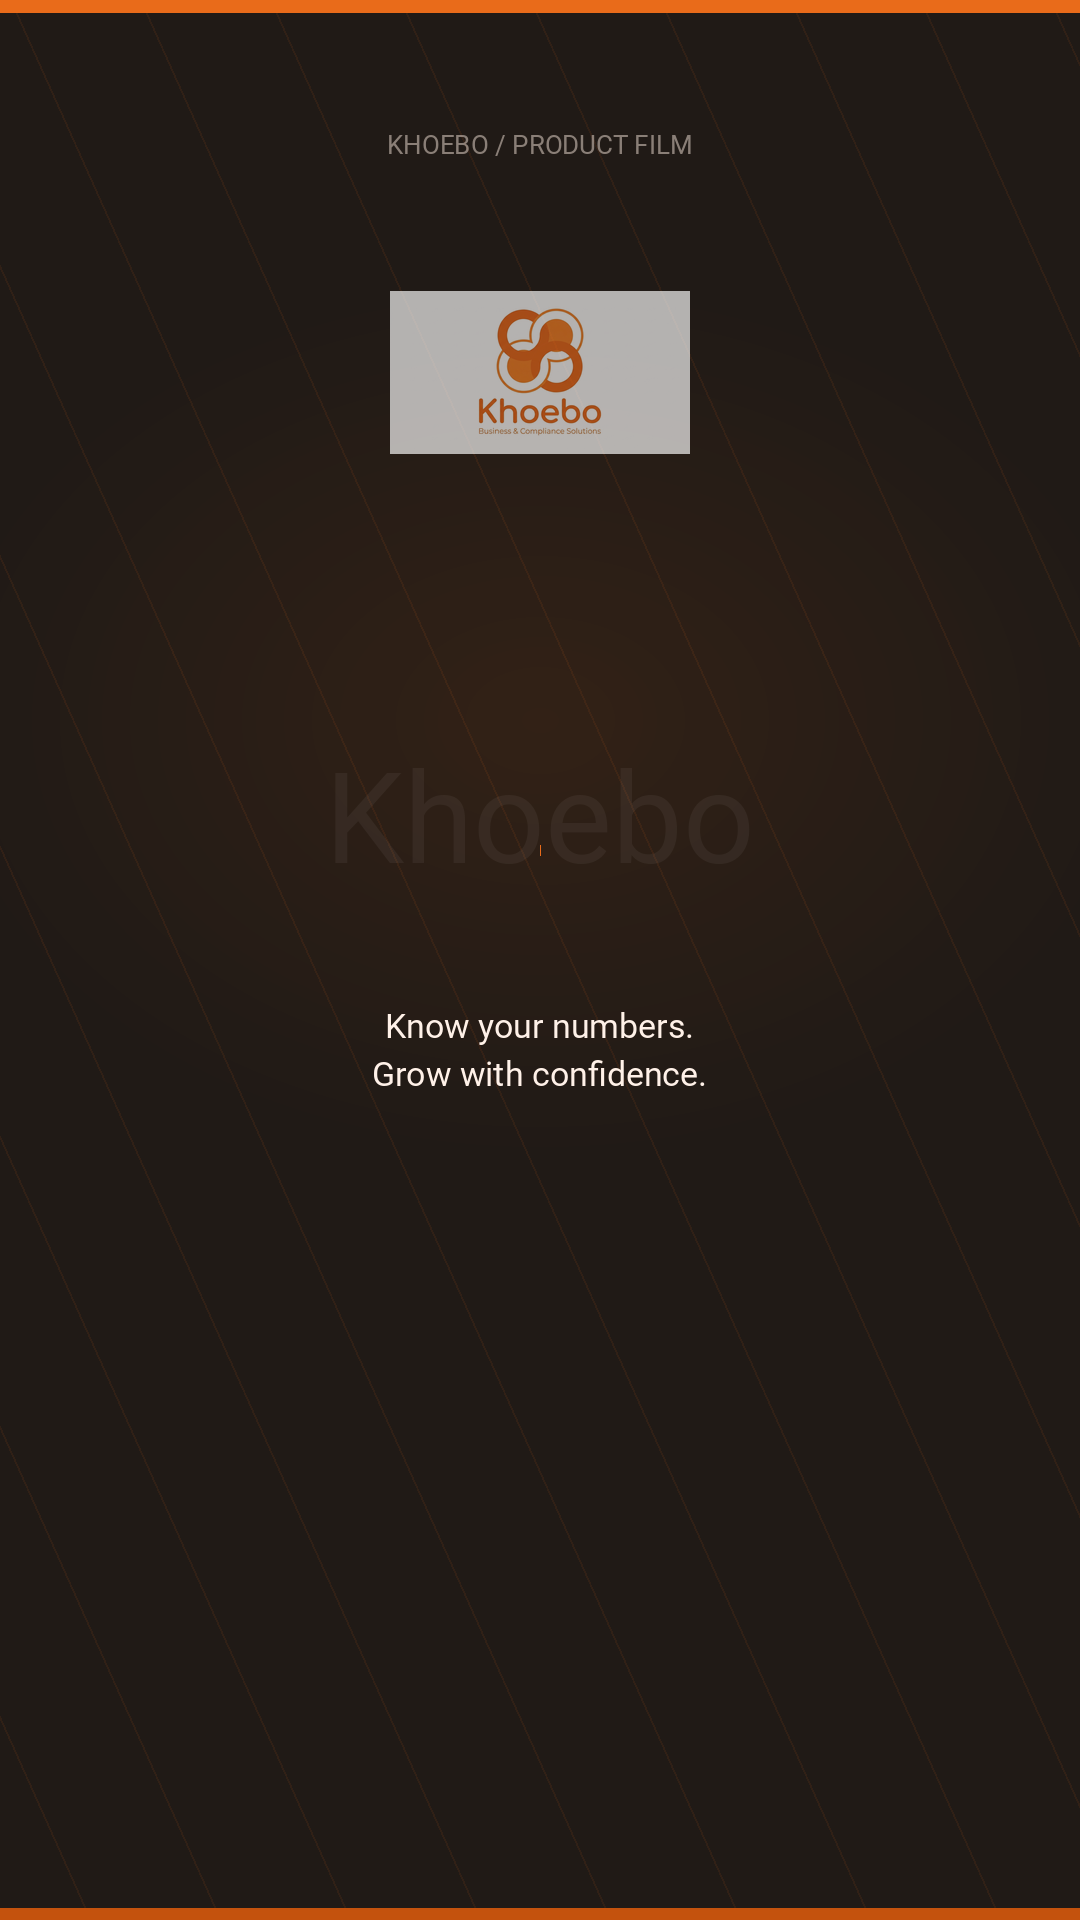 KHOEBO / PRODUCT FILM
Khoebo
Business & Compliance Solutions
Khoebo
Know your numbers.
Grow with confidence.